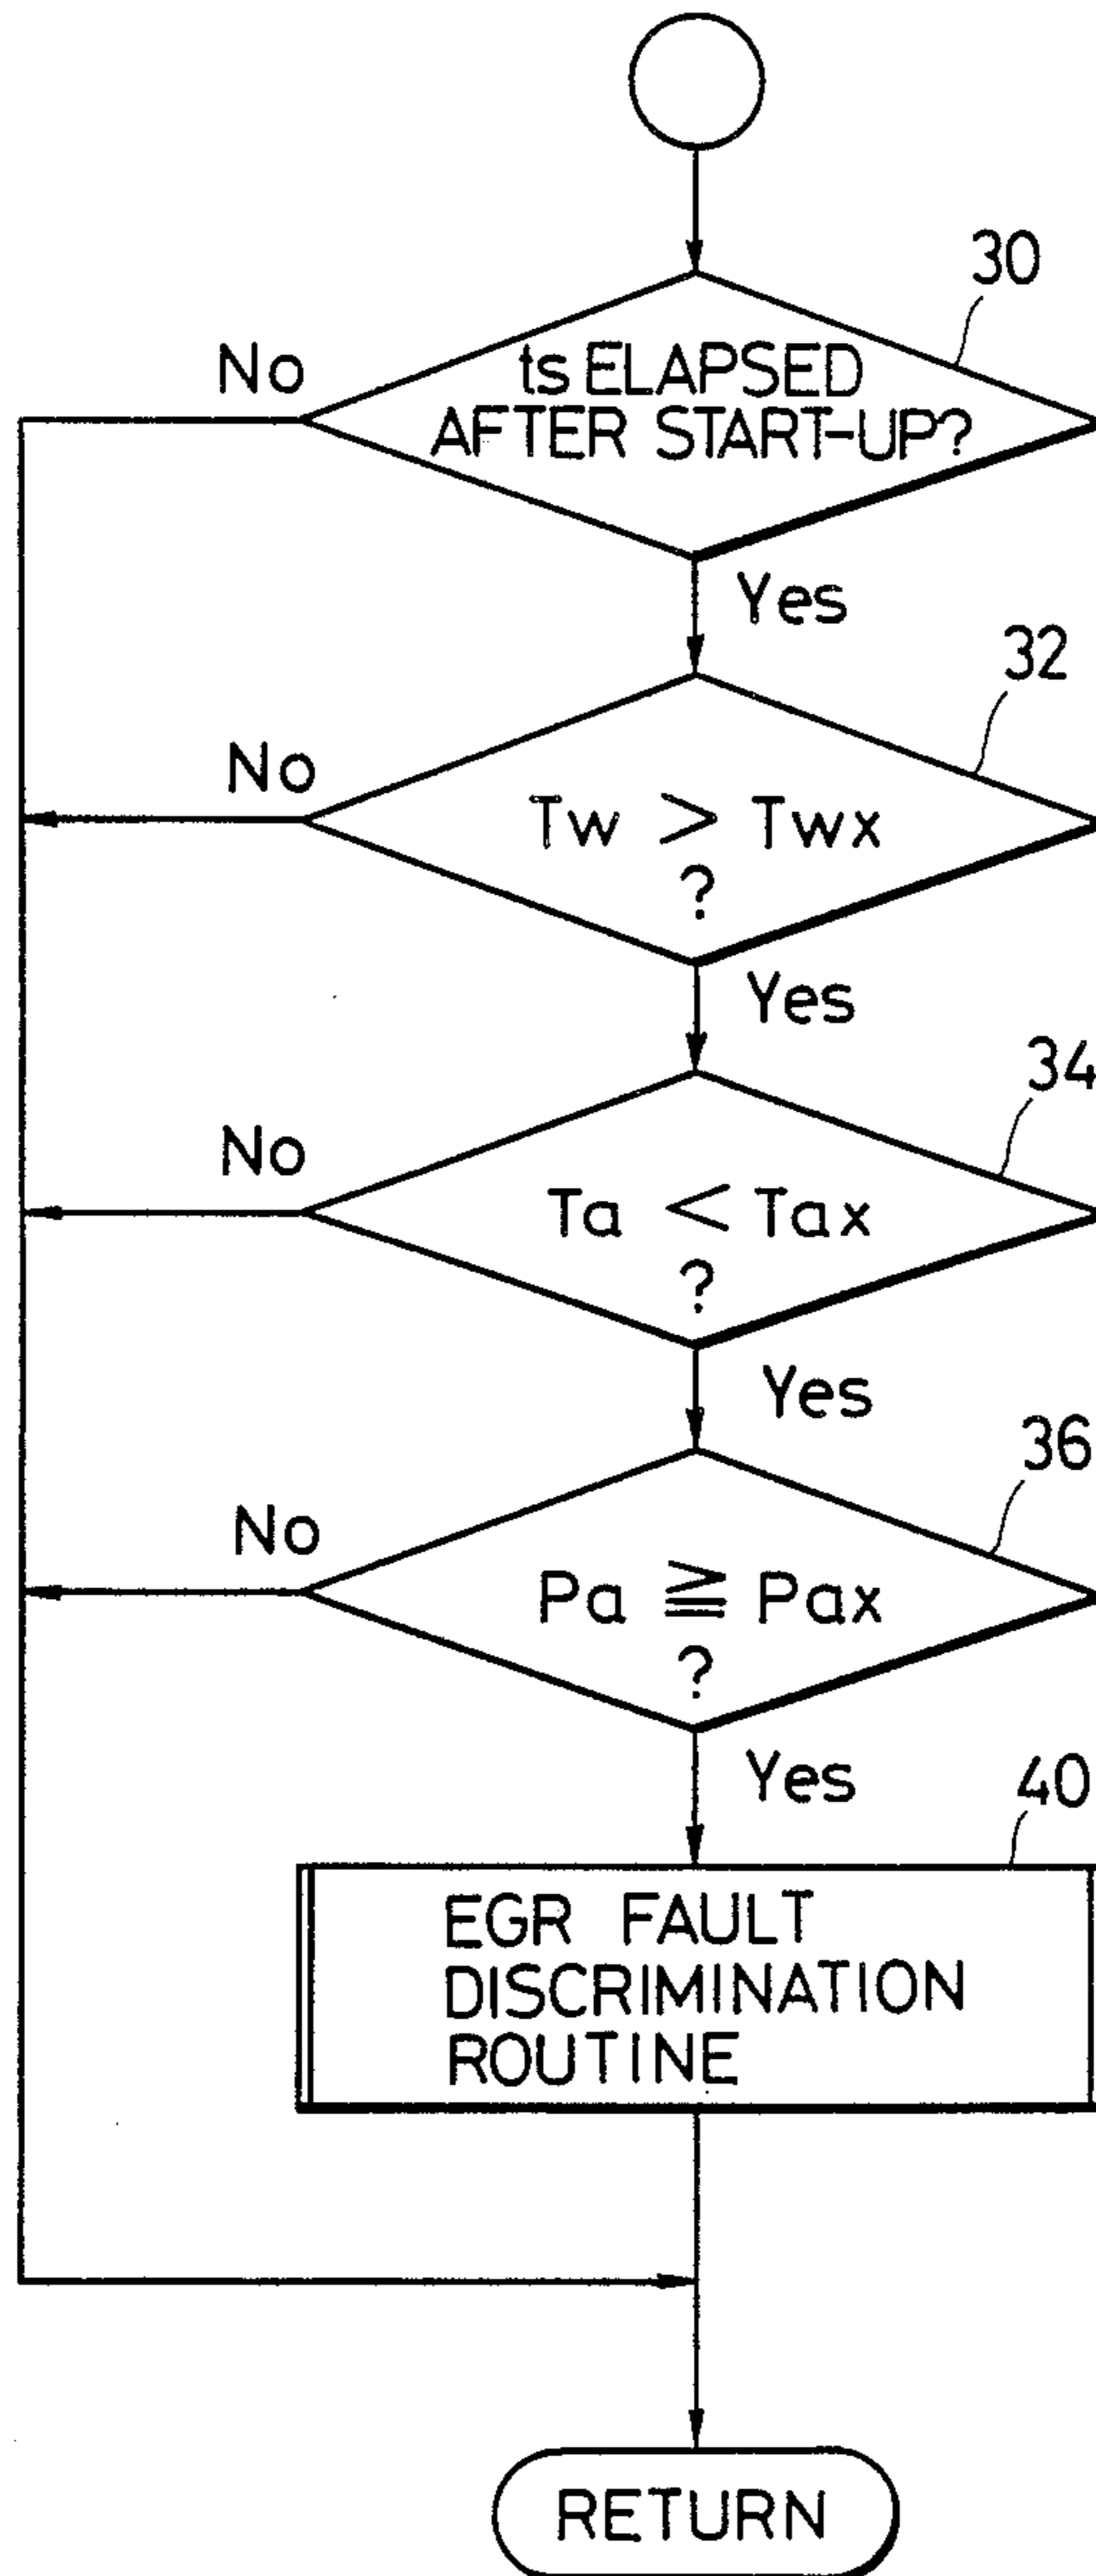 30
No
ts ELAPSED
AFTER START-UP?
Yes
32
No
Tw > Twx
?
Yes
34
No
Ta < Tax
?
Yes
36
No
Pa ≧ Pax
?
Yes
40
EGR FAULT
DISCRIMINATION
ROUTINE
RETURN